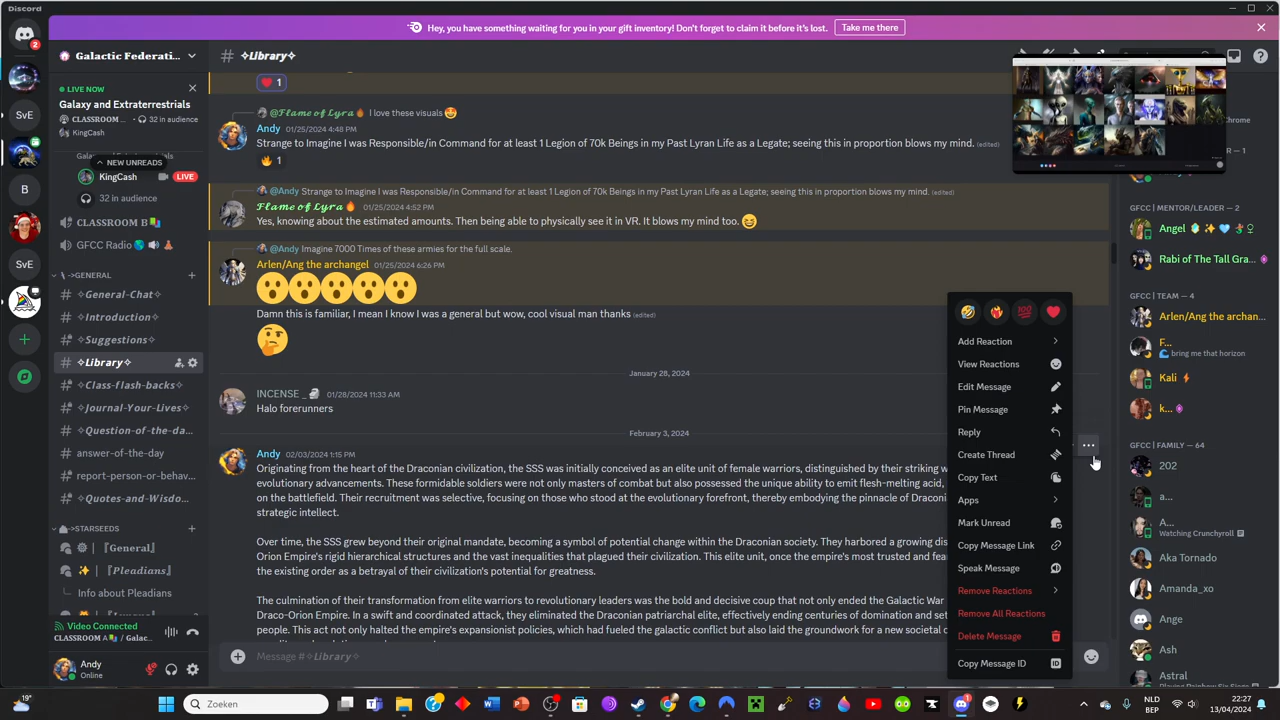 Discord
Hey, you have something waiting for you in your gift inventory! Don't forget to claim it before it's lost.
Take me there
2
Galactic Federati...
LIVE NOW
Galaxy and Extraterrestrials
CLASSROOM ... - 32 in audience
KingCash
NEW UNREADS
KingCash
LIVE
32 in audience
CLASSROOM B
GFCC Radio
->GENERAL
✧General-Chat✧
✧Introduction✧
✧Suggestions✧
✧Library✧
✧Class-flash-backs✧
✧Journal-Your-Lives✧
✧Question-of-the-da...
answer-of-the-day
report-person-or-behav...
✧Quotes-and-Wisdo...
->STARSEEDS
『General』
『Pleadians』
Info about Pleadians
Video Connected
CLASSROOM A / Galac...
Andy
Online
SvE
B
SvE
# ✧Library✧
❤️ 1
@Flame of Lyra🔥 I love these visuals 🤩
Andy 01/25/2024 4:48 PM
Strange to Imagine I was Responsible/in Command for at least 1 Legion of 70k Beings in my Past Lyran Life as a Legate; seeing this in proportion blows my mind. (edited)
🔥 1
@Andy Strange to Imagine I was Responsible/in Command for at least 1 Legion of 70k Beings in my Past Lyran Life as a Legate; seeing this in proportion blows my mind. (edited)
Flame of Lyra🔥 01/25/2024 4:52 PM
Yes, knowing about the estimated amounts. Then being able to physically see it in VR. It blows my mind too. 😆
@Andy Imagine 7000 Times of these armies for the full scale.
Arlen/Ang the archangel 01/25/2024 6:26 PM
😮😮😮😮😮
Damn this is familiar, I mean I know I was a general but wow, cool visual man thanks (edited)
🤔
January 28, 2024
INCENSE _ 01/28/2024 11:33 AM
Halo forerunners
February 3, 2024
Andy 02/03/2024 1:15 PM
Originating from the heart of the Draconian civilization, the SSS was initially conceived as an elite unit of female warriors, distinguished by their striking w
evolutionary advancements. These formidable soldiers were not only masters of combat but also possessed the unique ability to emit flesh-melting acid,
on the battlefield. Their recruitment was selective, focusing on those who stood at the evolutionary forefront, thereby embodying the pinnacle of Draconi
strategic intellect.
Over time, the SSS grew beyond their original mandate, becoming a symbol of potential change within the Draconian society. They harbored a growing dis
Orion Empire's rigid hierarchical structures and the vast inequalities that plagued their civilization. This elite unit, once the empire's most trusted and fear
the existing order as a betrayal of their civilization's potential for greatness.
The culmination of their transformation from elite warriors to revolutionary leaders was the bold and decisive coup that not only ended the Galactic War
Draco-Orion Empire. In a swift and coordinated attack, they eliminated the Draconian patriarchal elite, effectively ending centuries of dominion and setti
people. This act not only halted the empire's expansionist policies, which had fueled the galactic conflict but also laid the groundwork for a new societal o
Message #✧Library✧
Add Reaction
View Reactions
Edit Message
Pin Message
Reply
Create Thread
Copy Text
Apps
Mark Unread
Copy Message Link
Speak Message
Remove Reactions
Remove All Reactions
Delete Message
Copy Message ID
Chrome
GFCC | MENTOR/LEADER — 2
Angel
Rabi of The Tall Gra...
GFCC | TEAM — 4
Arlen/Ang the archan...
F...
bring me that horizon
Kali
k...
GFCC | FAMILY — 64
202
a...
A...
Watching Crunchyroll
Aka Tornado
Amanda_xo
Ange
Ash
Astral
19°
Zoeken
NLD
BEP
22:27
13/04/2024